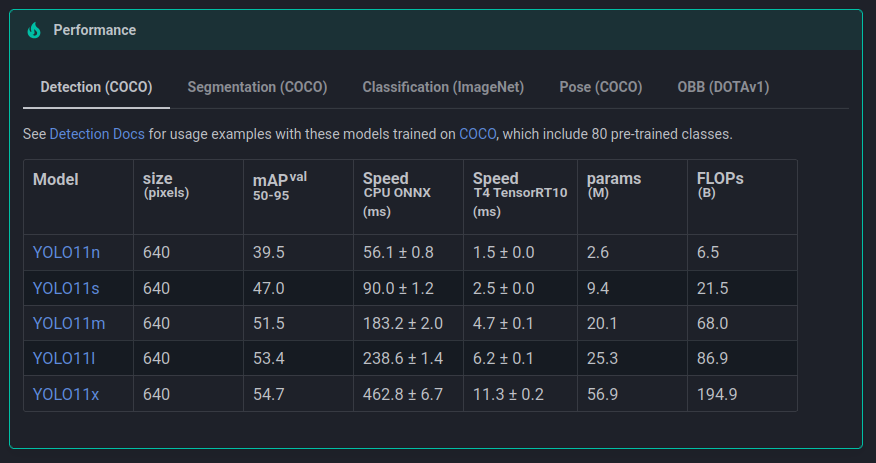 Performance
Detection (COCO) Segmentation (COCO) Classification (ImageNet) Pose (COCO) OBB (DOTAv1)
See Detection Docs for usage examples with these models trained on COCO, which include 80 pre-trained classes.
Model size (pixels) mAPval 50-95 Speed CPU ONNX (ms) Speed T4 TensorRT10 (ms) params (M) FLOPs (B)
YOLO11n 640 39.5 56.1 ± 0.8 1.5 ± 0.0 2.6 6.5
YOLO11s 640 47.0 90.0 ± 1.2 2.5 ± 0.0 9.4 21.5
YOLO11m 640 51.5 183.2 ± 2.0 4.7 ± 0.1 20.1 68.0
YOLO11l 640 53.4 238.6 ± 1.4 6.2 ± 0.1 25.3 86.9
YOLO11x 640 54.7 462.8 ± 6.7 11.3 ± 0.2 56.9 194.9